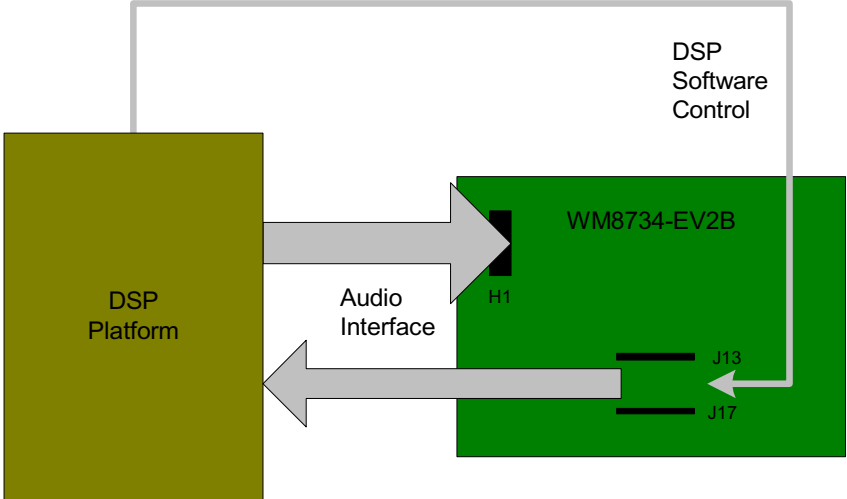 DSP
Software
Control
WM8734-EV2B
H1
DSP
Platform
Audio
Interface
J13
J17